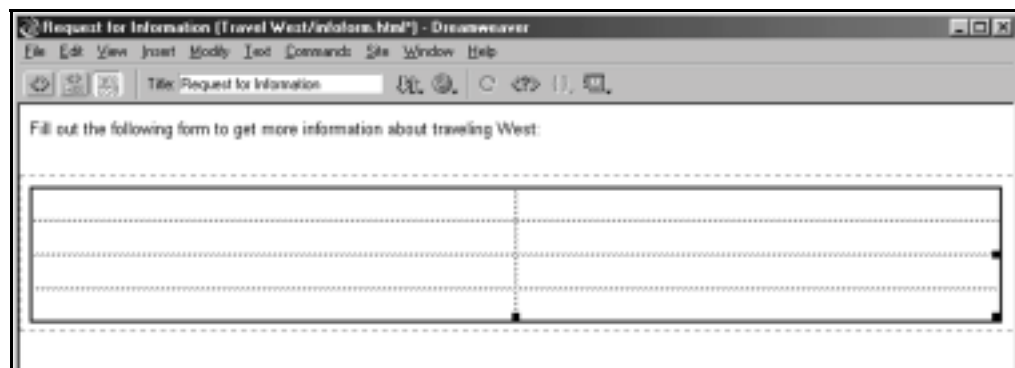 Request for Information (Travel West/infoform.html*) - Dreamweaver
File Edit View Insert Modify Text Commands Site Window Help
Title: Request for Information
Fill out the following form to get more information about traveling West: